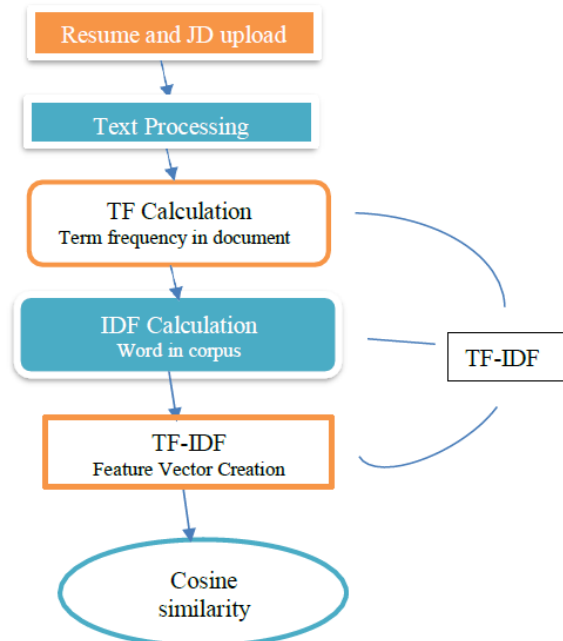 Resume and JD upload
Text Processing
TF Calculation
Term frequency in document
IDF Calculation
Word in corpus
TF-IDF
TF-IDF
Feature Vector Creation
Cosine
similarity